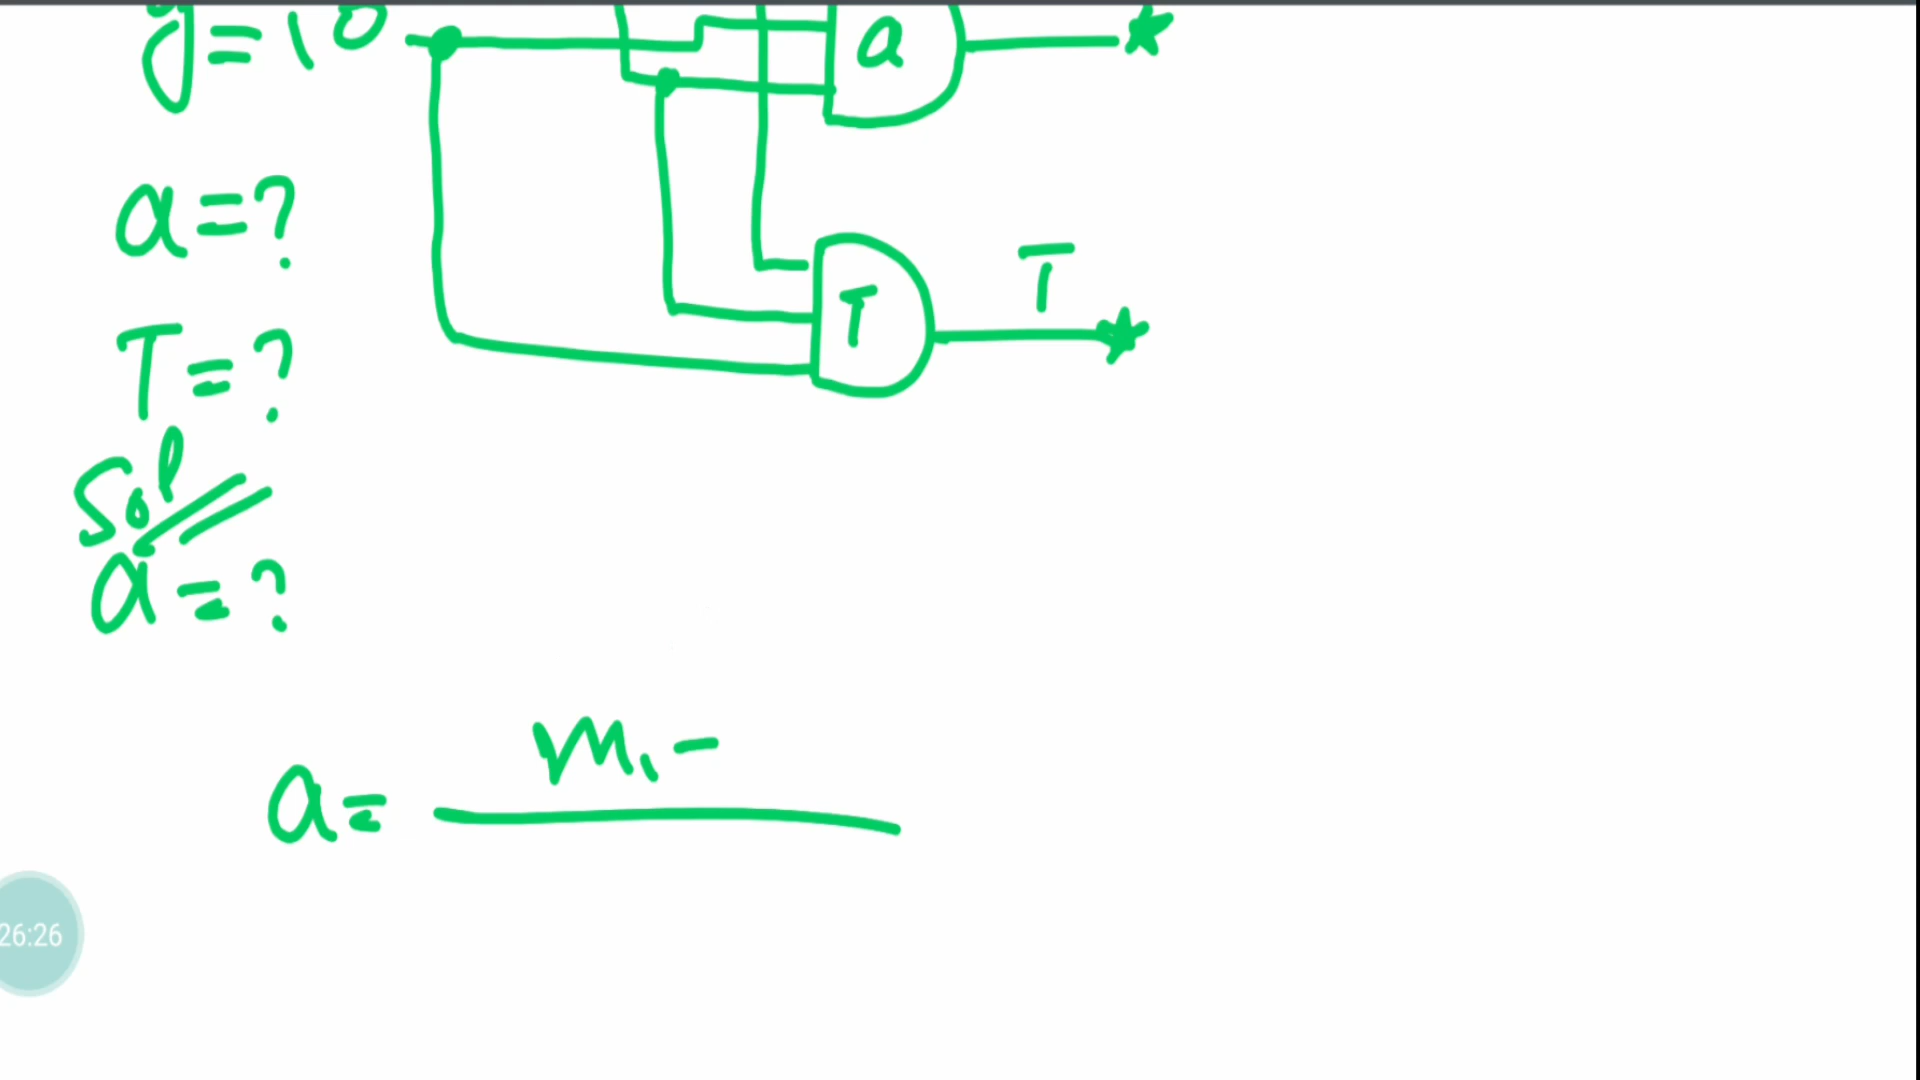 g = 10
a
a = ?
T
T
T = ?
Sol
a = ?
m1 -
a =
26:26